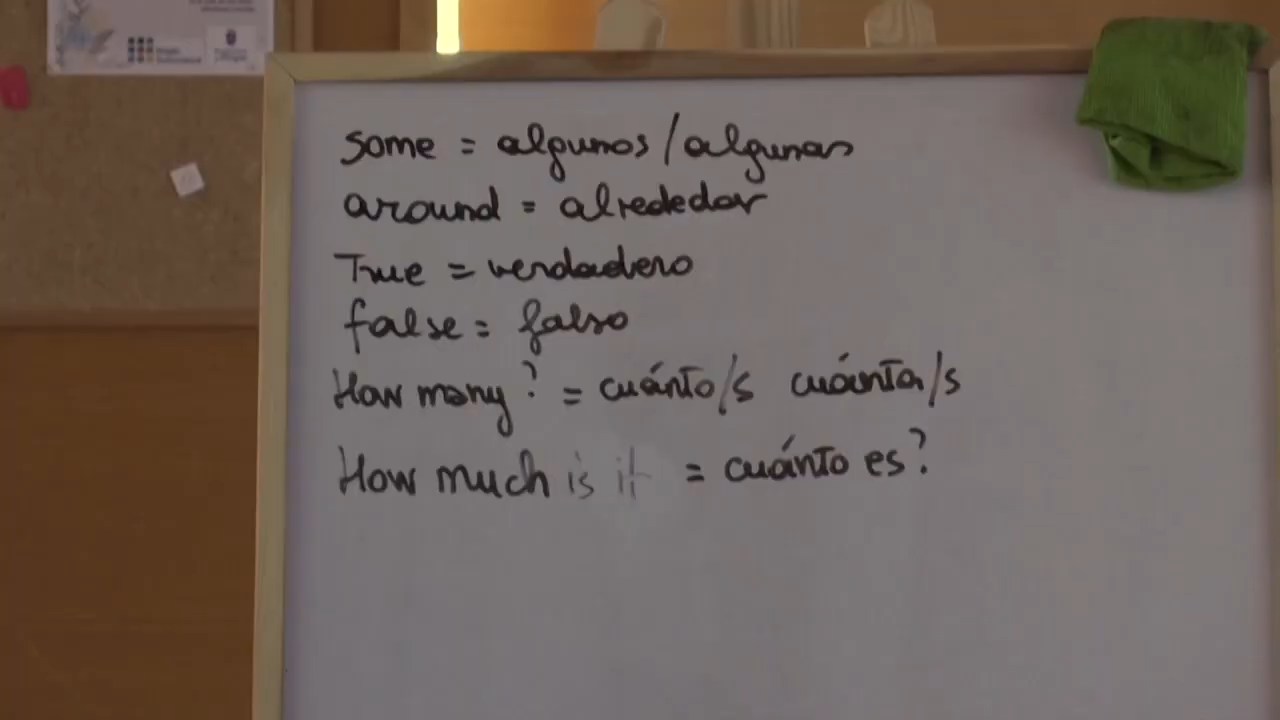 some = algunos/algunas
around = alrededor
True = verdadero
false = falso
How many? = cuánto/s cuánta/s
How much is it = cuánto es?